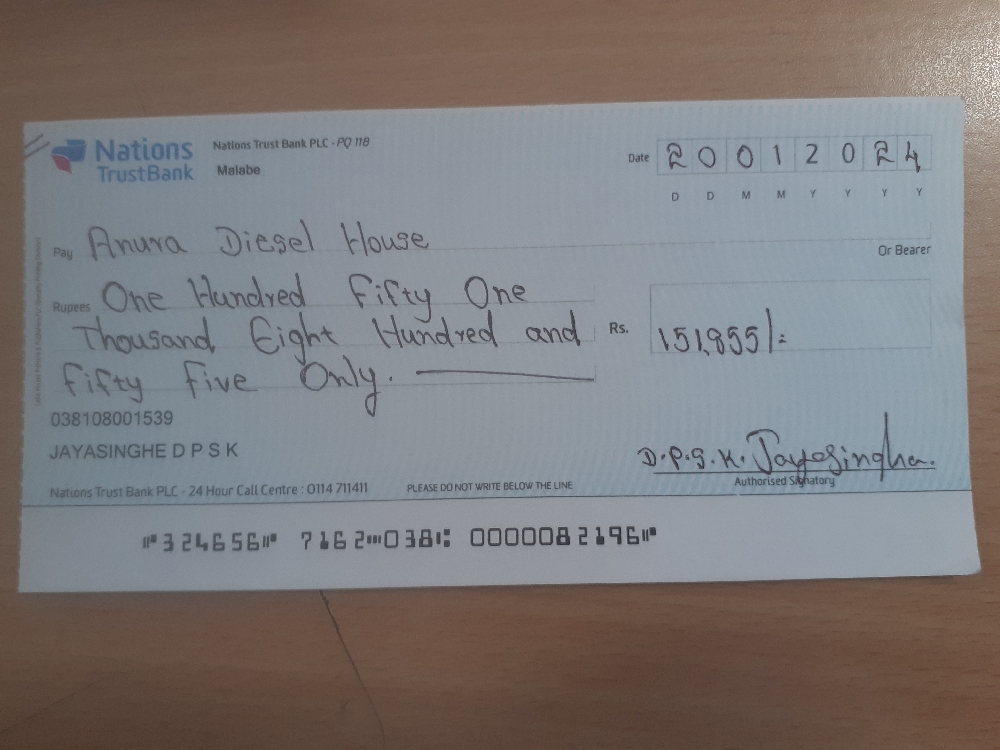 Nations
TrustBank
Nations Trust Bank PLC - PQ 118
Malabe
Date 2 0 0 1 2 0 2 4
D D M M Y Y Y Y
Pay Anura Diesel House
Or Bearer
Rupees One Hundred Fifty One
Thousand Eight Hundred and
Fifty Five Only.
Rs. 151,855/=
038108001539
JAYASINGHE D P S K
D.P.S.K. Jayasingha.
Authorised Signatory
Nations Trust Bank PLC - 24 Hour Call Centre : 0114 711411
PLEASE DO NOT WRITE BELOW THE LINE
⑈324656⑈ 7162⑉038⑆ 0000082196⑈